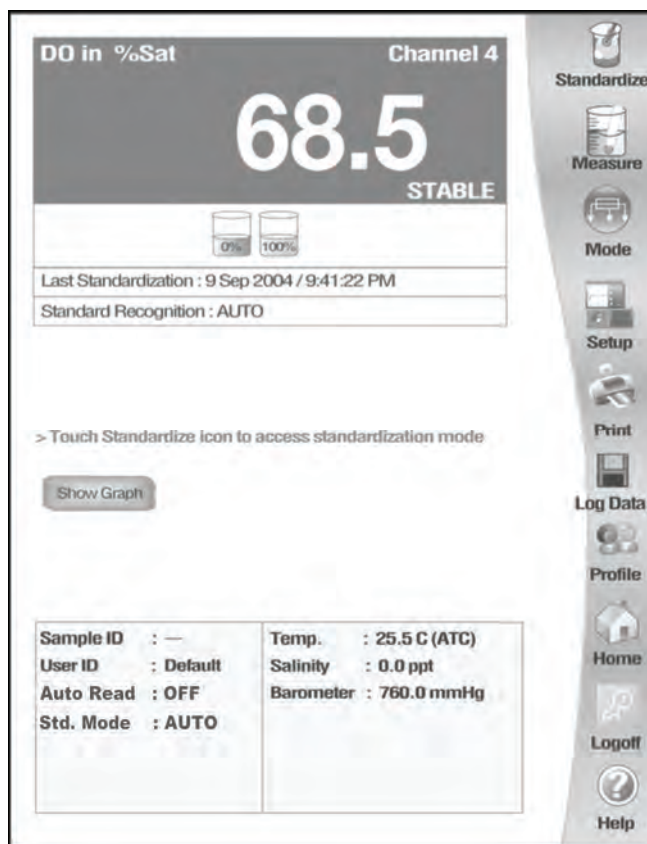 DO in %Sat Channel 4
68.5
STABLE
0% 100%
Last Standardization : 9 Sep 2004 / 9:41:22 PM
Standard Recognition : AUTO
> Touch Standardize icon to access standardization mode
Show Graph
Sample ID : —
User ID : Default
Auto Read : OFF
Std. Mode : AUTO
Temp. : 25.5 C (ATC)
Salinity : 0.0 ppt
Barometer : 760.0 mmHg
Standardize
Measure
Mode
Setup
Print
Log Data
Profile
Home
Logoff
?
Help